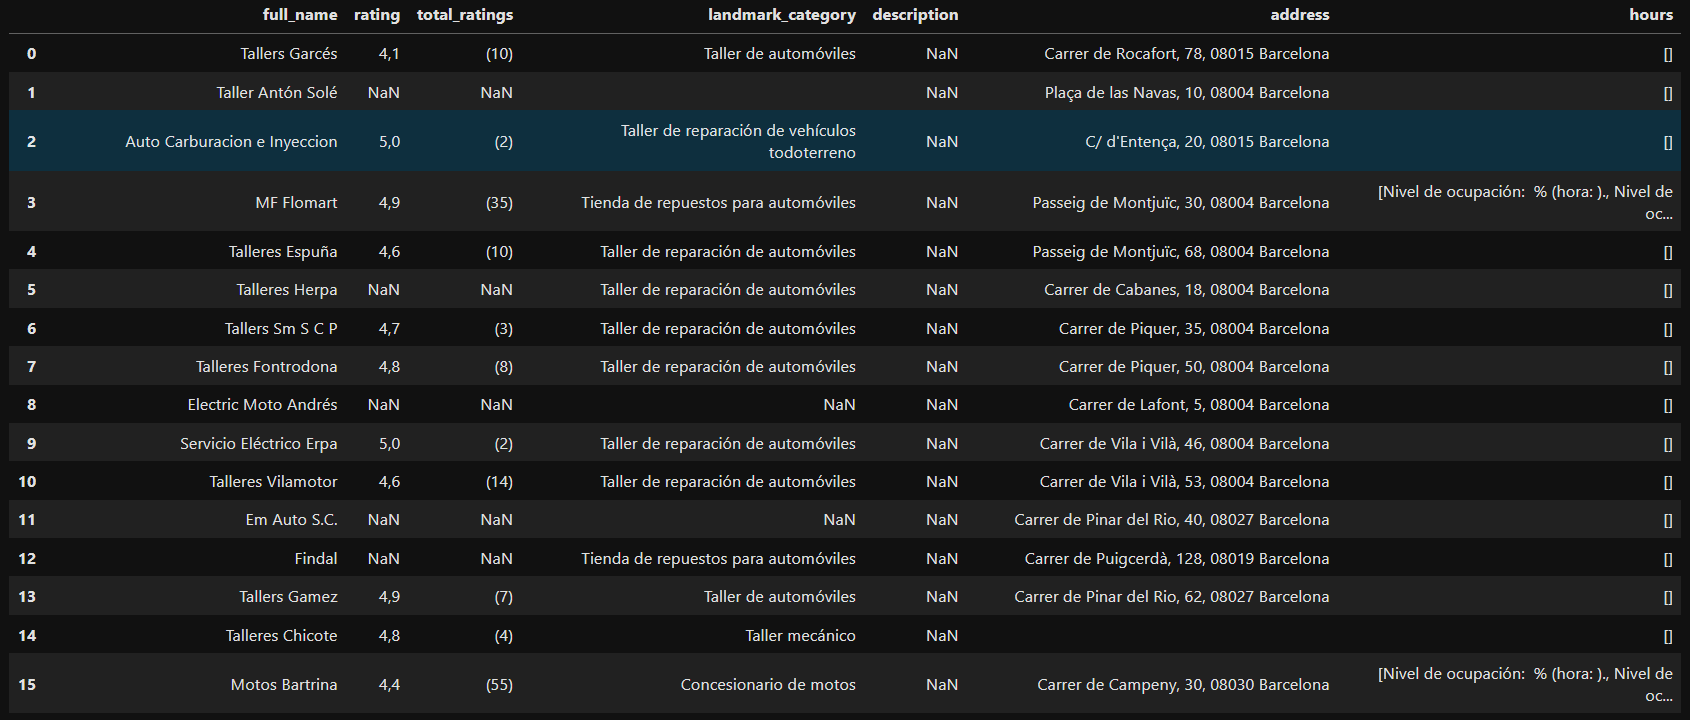 full_name rating total_ratings landmark_category description address hours
0 Tallers Garcés 4,1 (10) Taller de automóviles NaN Carrer de Rocafort, 78, 08015 Barcelona []
1 Taller Antón Solé NaN NaN NaN Plaça de las Navas, 10, 08004 Barcelona []
2 Auto Carburacion e Inyeccion 5,0 (2) Taller de reparación de vehículos todoterreno NaN C/ d'Entença, 20, 08015 Barcelona []
3 MF Flomart 4,9 (35) Tienda de repuestos para automóviles NaN Passeig de Montjuïc, 30, 08004 Barcelona [Nivel de ocupación:  % (hora: )., Nivel de oc...
4 Talleres Espuña 4,6 (10) Taller de reparación de automóviles NaN Passeig de Montjuïc, 68, 08004 Barcelona []
5 Talleres Herpa NaN NaN Taller de reparación de automóviles NaN Carrer de Cabanes, 18, 08004 Barcelona []
6 Tallers Sm S C P 4,7 (3) Taller de reparación de automóviles NaN Carrer de Piquer, 35, 08004 Barcelona []
7 Talleres Fontrodona 4,8 (8) Taller de reparación de automóviles NaN Carrer de Piquer, 50, 08004 Barcelona []
8 Electric Moto Andrés NaN NaN NaN NaN Carrer de Lafont, 5, 08004 Barcelona []
9 Servicio Eléctrico Erpa 5,0 (2) Taller de reparación de automóviles NaN Carrer de Vila i Vilà, 46, 08004 Barcelona []
10 Talleres Vilamotor 4,6 (14) Taller de reparación de automóviles NaN Carrer de Vila i Vilà, 53, 08004 Barcelona []
11 Em Auto S.C. NaN NaN NaN NaN Carrer de Pinar del Rio, 40, 08027 Barcelona []
12 Findal NaN NaN Tienda de repuestos para automóviles NaN Carrer de Puigcerdà, 128, 08019 Barcelona []
13 Tallers Gamez 4,9 (7) Taller de automóviles NaN Carrer de Pinar del Rio, 62, 08027 Barcelona []
14 Talleres Chicote 4,8 (4) Taller mecánico NaN []
15 Motos Bartrina 4,4 (55) Concesionario de motos NaN Carrer de Campeny, 30, 08030 Barcelona [Nivel de ocupación:  % (hora: )., Nivel de oc...